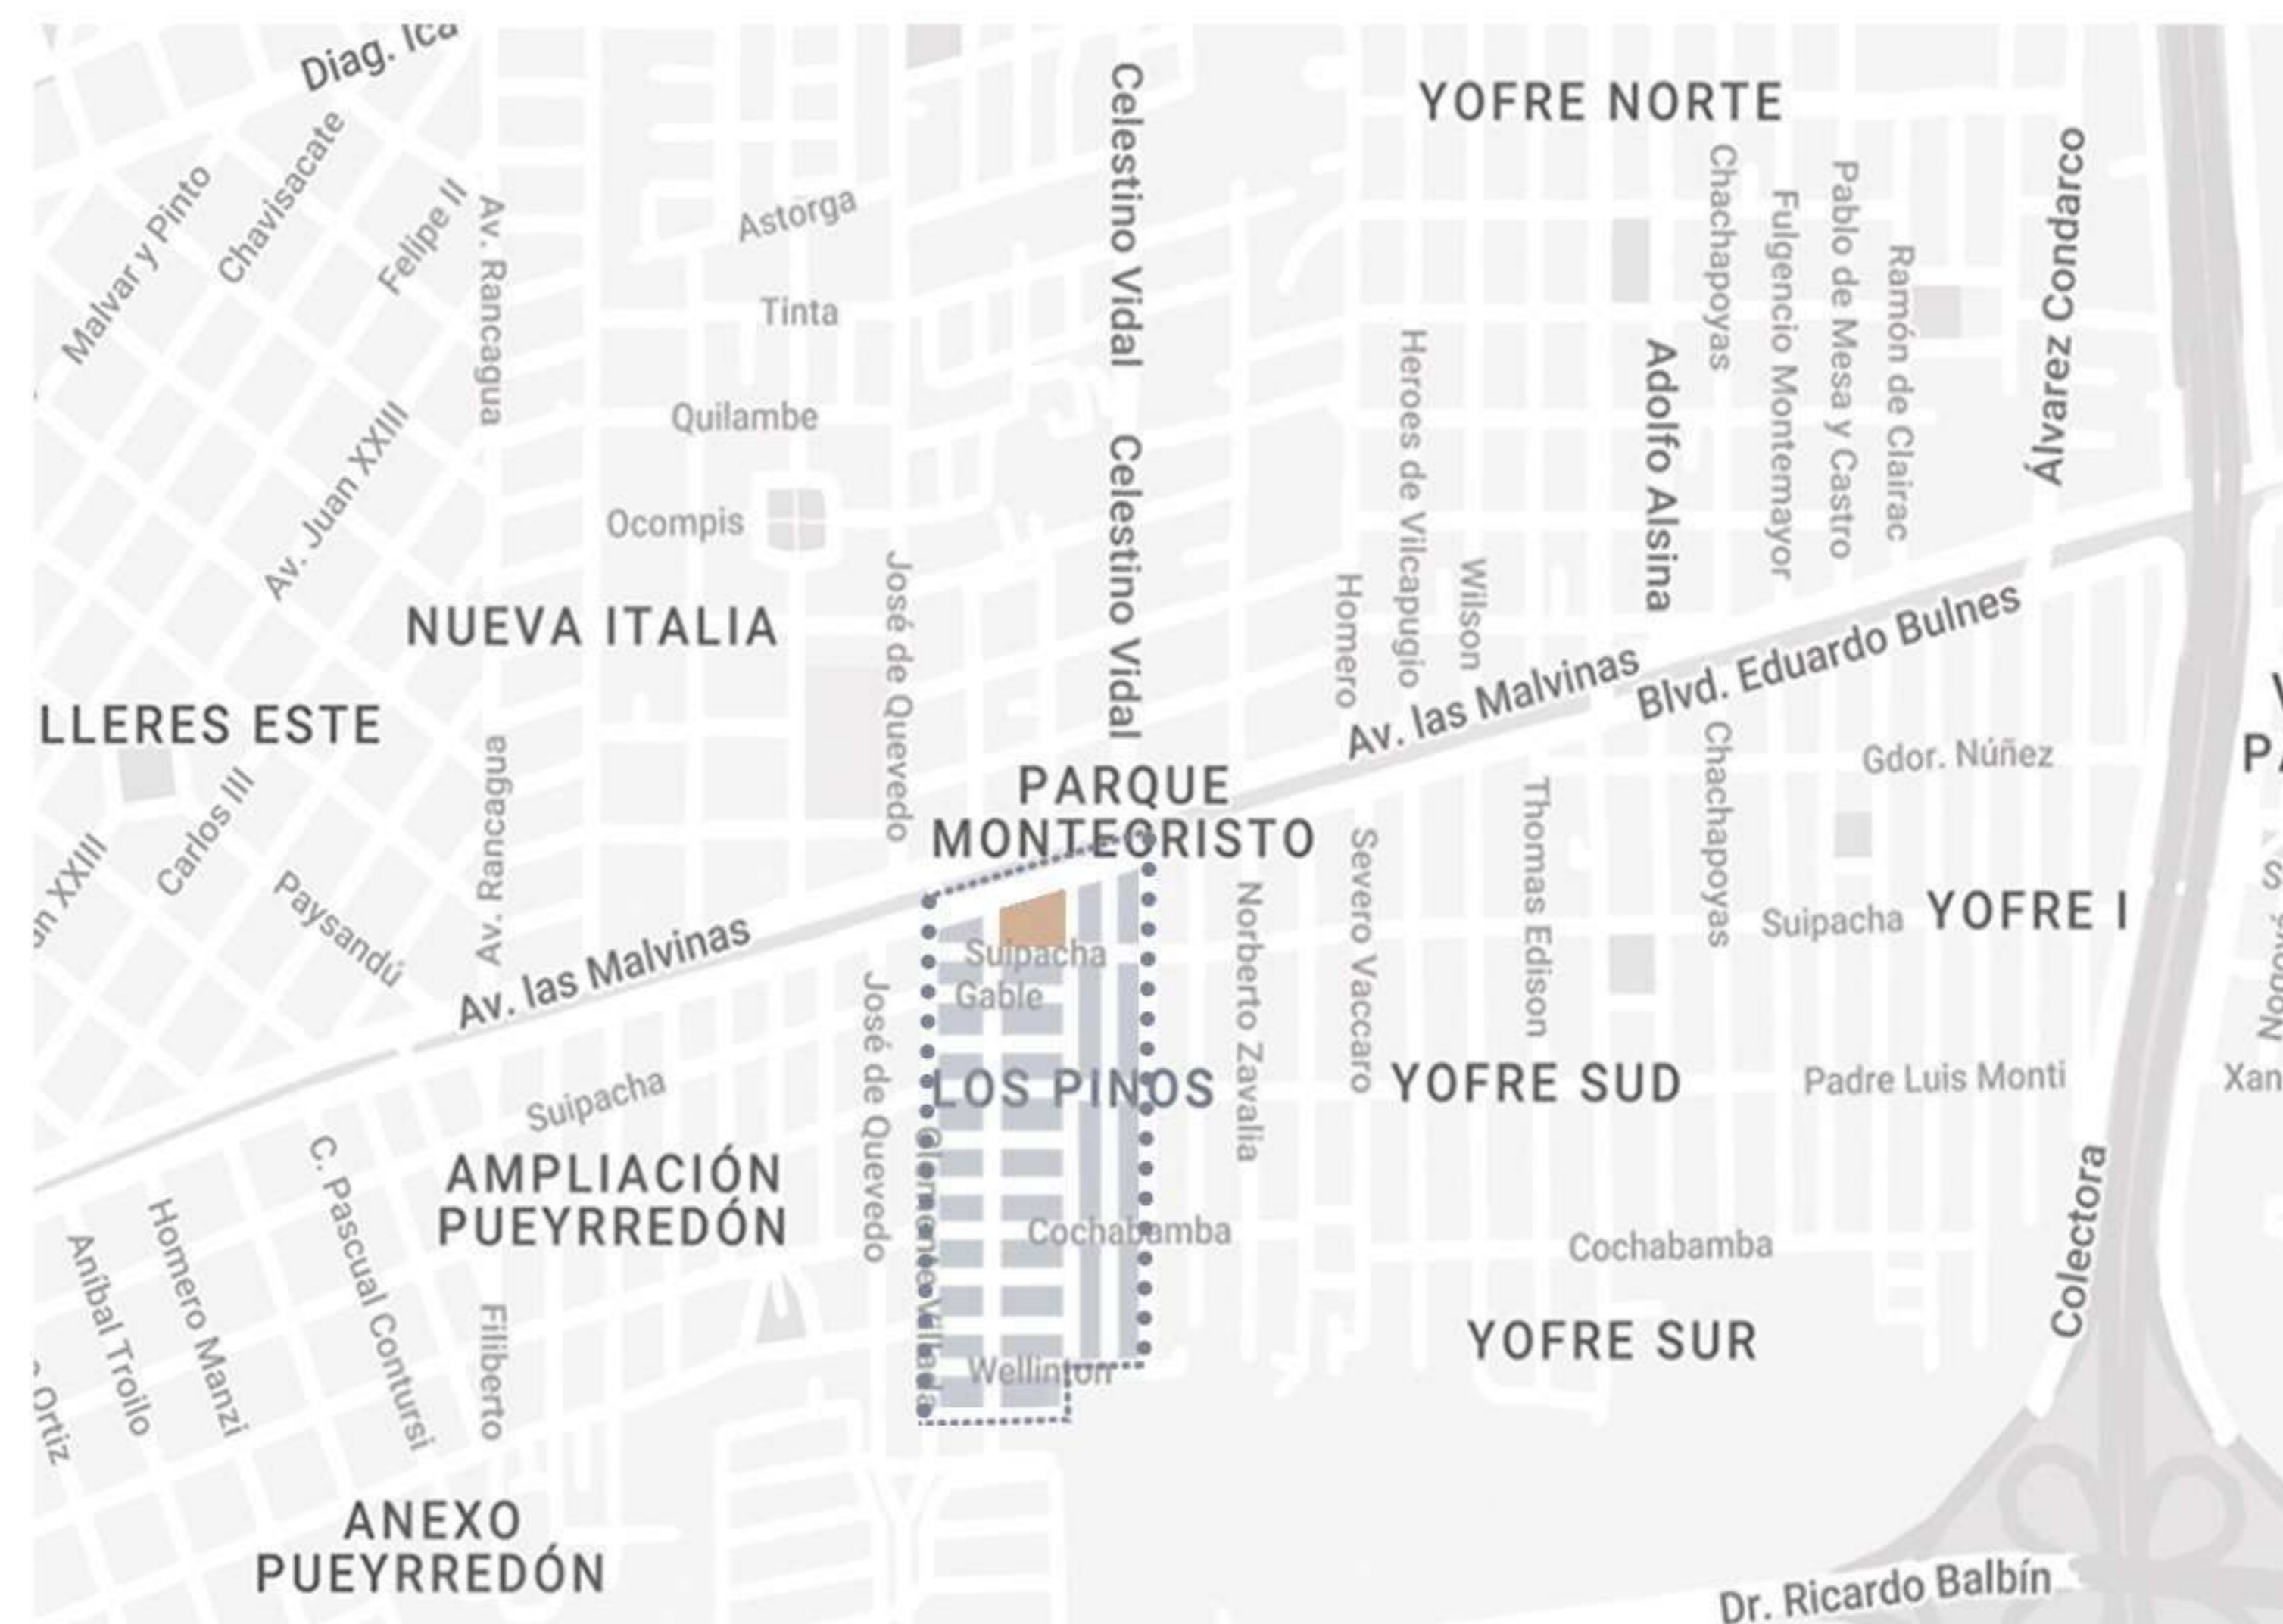 Diag. Ica
Celestino Vidal
YOFRE NORTE
Malvar y Pinto
Chavisacate
Felipe II
Av. Rancagua
Astorga
Chachapoyas
Fulgencio Montemayor
Pablo de Mesa y Castro
Ramón de Clairac
Álvarez Condarco
Tinta
Heroes de Vilcapugio
Adolfo Alsina
Quilambe
Av. Juan XXIII
Celestino Vidal
Ocompis
José de Quevedo
Homero
Wilson
NUEVA ITALIA
Av. las Malvinas
Blvd. Eduardo Bulnes
LLERES ESTE
Av. Rancagua
Chachapoyas
Gdor. Núñez
PARQUE
MONTECRISTO
Carlos III
an XXIII
Paysandú
Severo Vaccaro
Thomas Edison
Norberto Zavalia
Suipacha
YOFRE I
Av. las Malvinas
Suipacha
Gable
José de Quevedo
LOS PINOS
YOFRE SUD
Padre Luis Monti
Xan
Suipacha
C. Pascual Contursi
AMPLIACIÓN
PUEYRREDÓN
Homero Manzi
Aníbal Troilo
Cochabamba
Cochabamba
Colectora
Filiberto
YOFRE SUR
Wellinton
Ortiz
ANEXO
PUEYRREDÓN
Dr. Ricardo Balbín